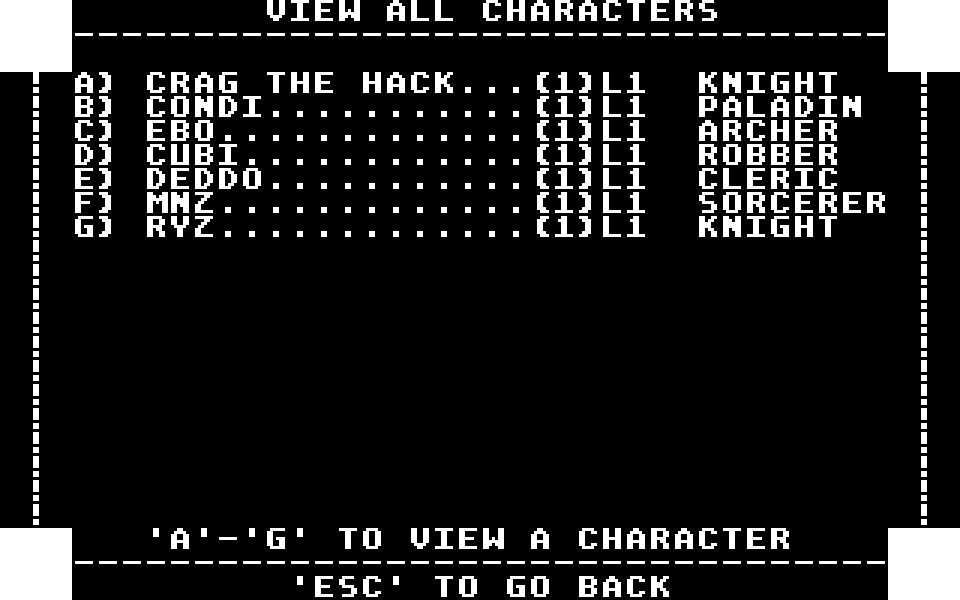 VIEW ALL CHARACTERS
A) CRAG THE HACK...(1)L1 KNIGHT
B) CONDI...........(1)L1 PALADIN
C) EBO.............(1)L1 ARCHER
D) CUBI............(1)L1 ROBBER
E) DEDDO...........(1)L1 CLERIC
F) MNZ.............(1)L1 SORCERER
G) RYZ.............(1)L1 KNIGHT
'A'-'G' TO VIEW A CHARACTER
'ESC' TO GO BACK